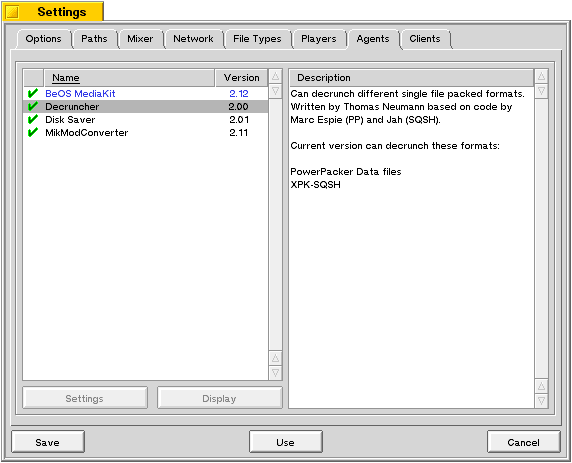 Settings
Options Paths Mixer Network File Types Players Agents Clients
Name Version
BeOS MediaKit 2.12
Decruncher 2.00
Disk Saver 2.01
MikModConverter 2.11
Description
Can decrunch different single file packed formats.
Written by Thomas Neumann based on code by
Marc Espie (PP) and Jah (SQSH).
Current version can decrunch these formats:
PowerPacker Data files
XPK-SQSH
Settings Display
Save Use Cancel